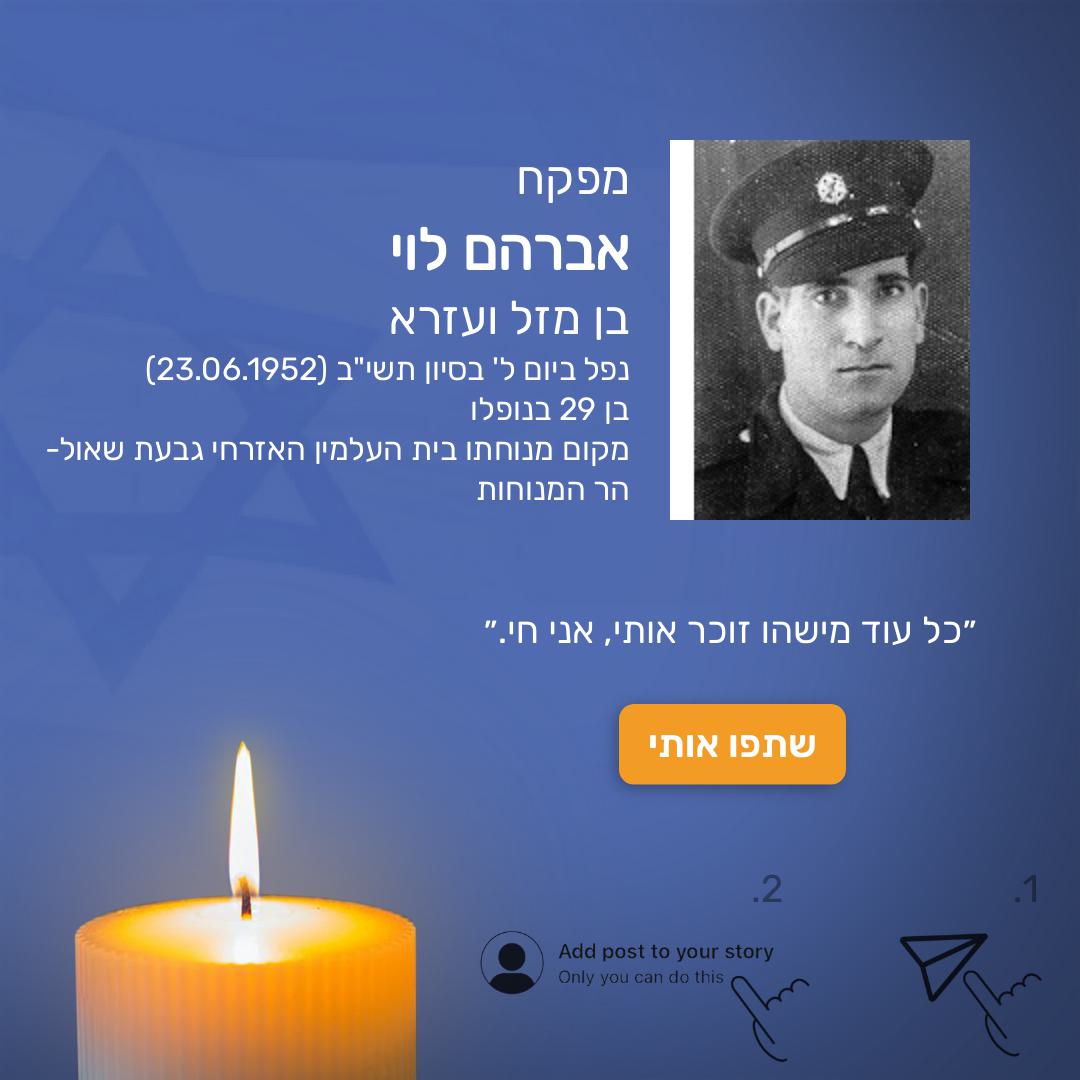 מפקח
אברהם לוי
בן מזל ועזרא
נפל ביום ל' בסיון תשי"ב (23.06.1952)
בן 29 בנופלו
מקום מנוחתו בית העלמין האזרחי גבעת שאול-
הר המנוחות
״כל עוד מישהו זוכר אותי, אני חי.״
שתפו אותי
.1
.2
Add post to your story
Only you can do this